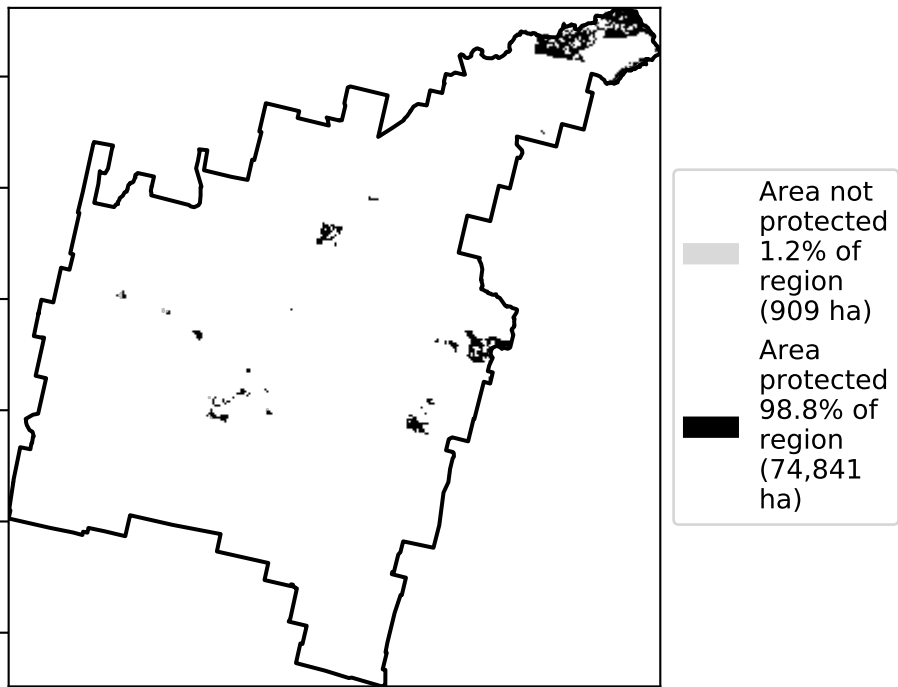 Area not
protected
1.2% of
region
(909 ha)
Area
protected
98.8% of
region
(74,841
ha)